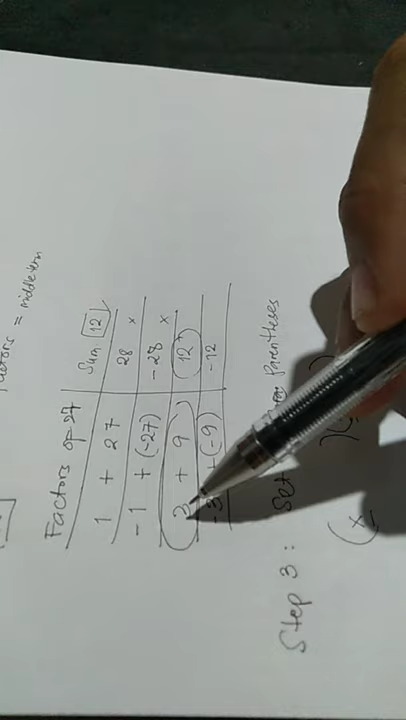 factors = middle term
Factors of 27 Sum 12
1 + 27 28 x
-1 + (-27) -28 x
3 + 9 12
-3 + (-9) -12
Step 3: Set Parentheses
(x )(